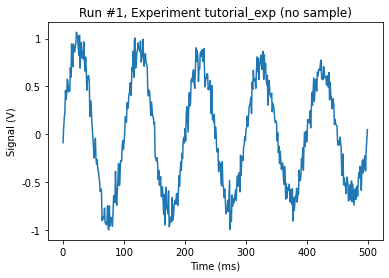 Run #1, Experiment tutorial_exp (no sample)
Signal (V)
1
0.5
0
-0.5
-1
0 100 200 300 400 500
Time (ms)